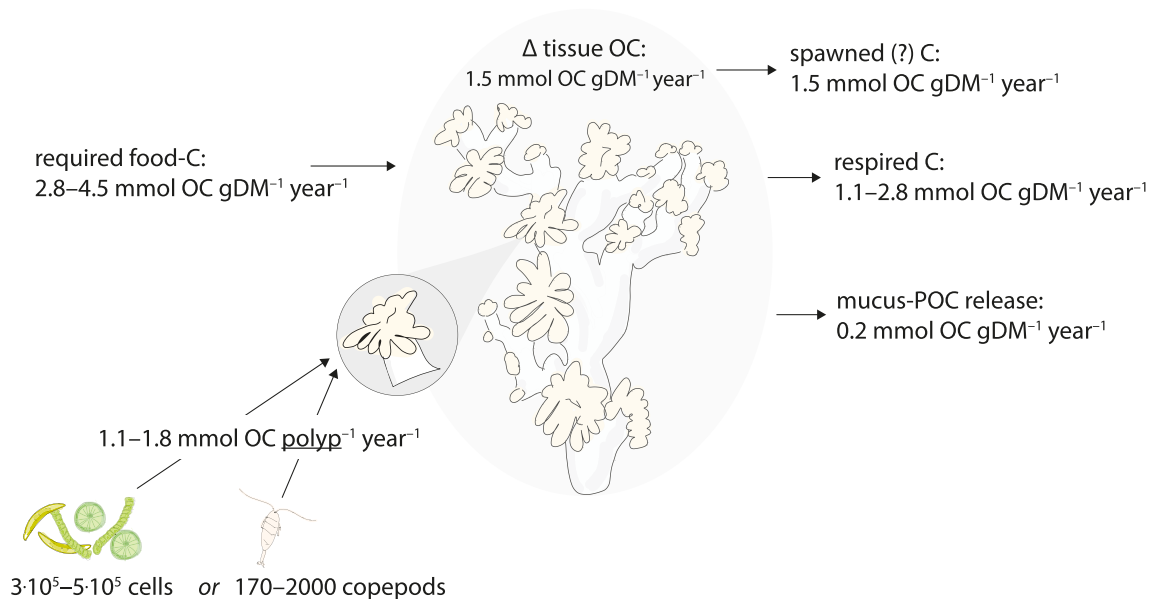 Δ tissue OC:
1.5 mmol OC gDM⁻¹ year⁻¹
spawned (?) C:
1.5 mmol OC gDM⁻¹ year⁻¹
required food-C:
2.8–4.5 mmol OC gDM⁻¹ year⁻¹
respired C:
1.1–2.8 mmol OC gDM⁻¹ year⁻¹
mucus-POC release:
0.2 mmol OC gDM⁻¹ year⁻¹
1.1–1.8 mmol OC polyp⁻¹ year⁻¹
3·10⁵–5·10⁵ cells or 170–2000 copepods